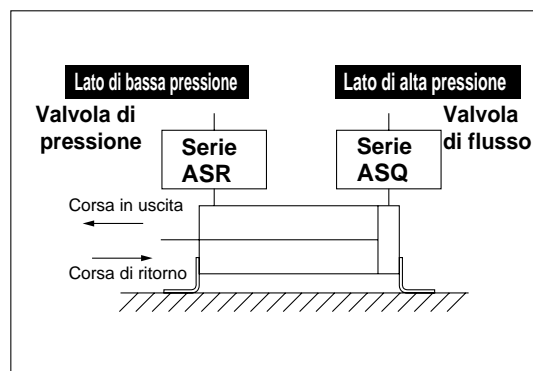 Lato di bassa pressione
Lato di alta pressione
Valvola di
pressione
Valvola
di flusso
Serie
ASR
Serie
ASQ
Corsa in uscita
Corsa di ritorno